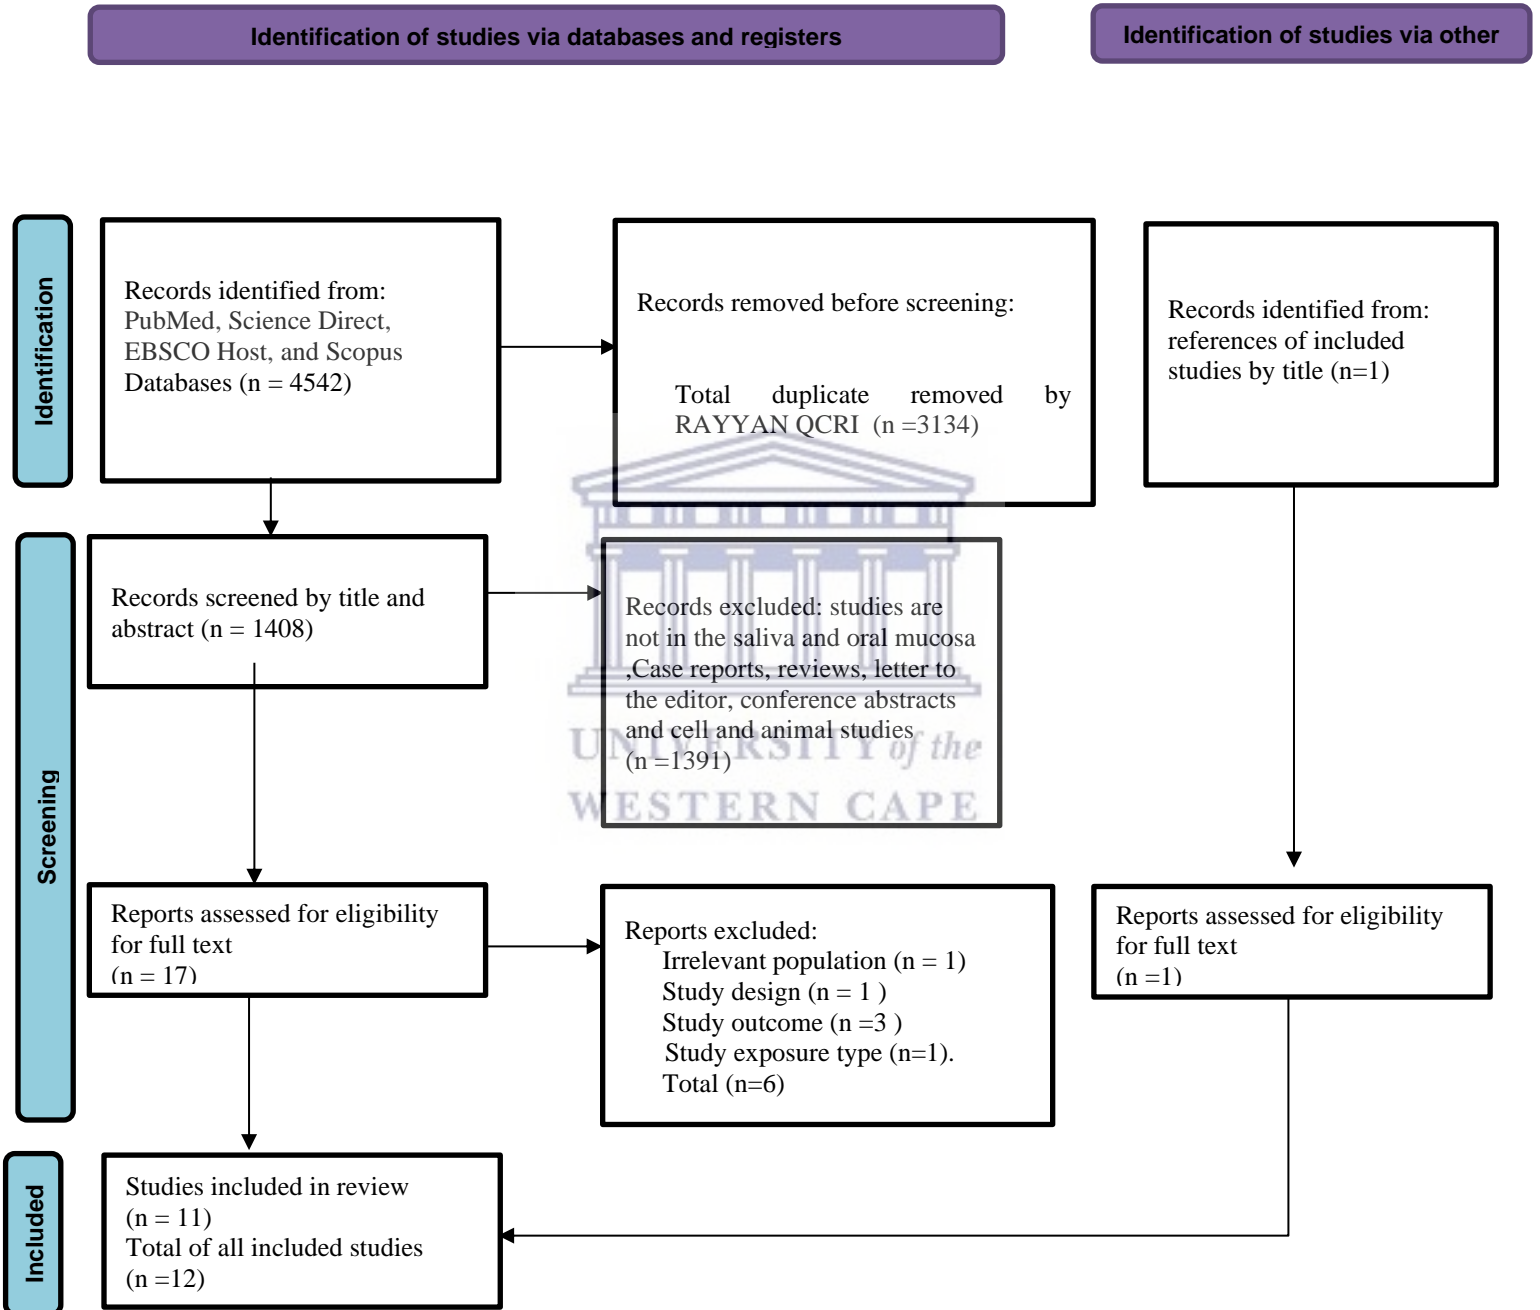 Identification of studies via databases and registers
Identification of studies via other
Identification
Records identified from:
PubMed, Science Direct,
EBSCO Host, and Scopus
Databases (n = 4542)
Records removed before screening:
Total duplicate removed by
RAYYAN QCRI (n =3134)
Records identified from:
references of included
studies by title (n=1)
Screening
Records screened by title and
abstract (n = 1408)
Records excluded: studies are
not in the saliva and oral mucosa
,Case reports, reviews, letter to
the editor, conference abstracts
and cell and animal studies
(n =1391)
UNIVERSITY of the
WESTERN CAPE
Reports assessed for eligibility
for full text
(n = 17)
Reports excluded:
Irrelevant population (n = 1)
Study design (n = 1 )
Study outcome (n =3 )
Study exposure type (n=1).
Total (n=6)
Reports assessed for eligibility
for full text
(n =1)
Included
Studies included in review
(n = 11)
Total of all included studies
(n =12)